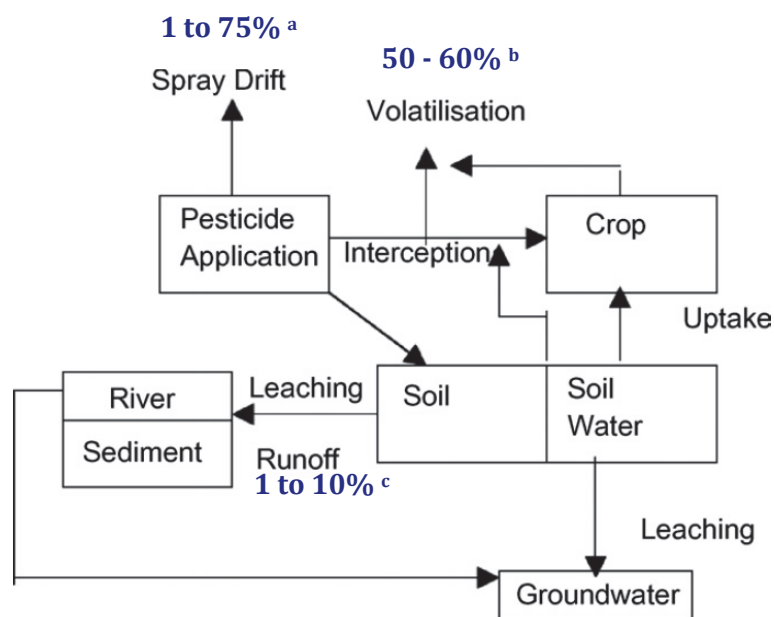 1 to 75% a
Spray Drift
50 - 60% b
Volatilisation
Pesticide
Application
Interception
Crop
Uptake
River
Sediment
Leaching
Runoff
1 to 10% c
Soil
Soil
Water
Leaching
Groundwater